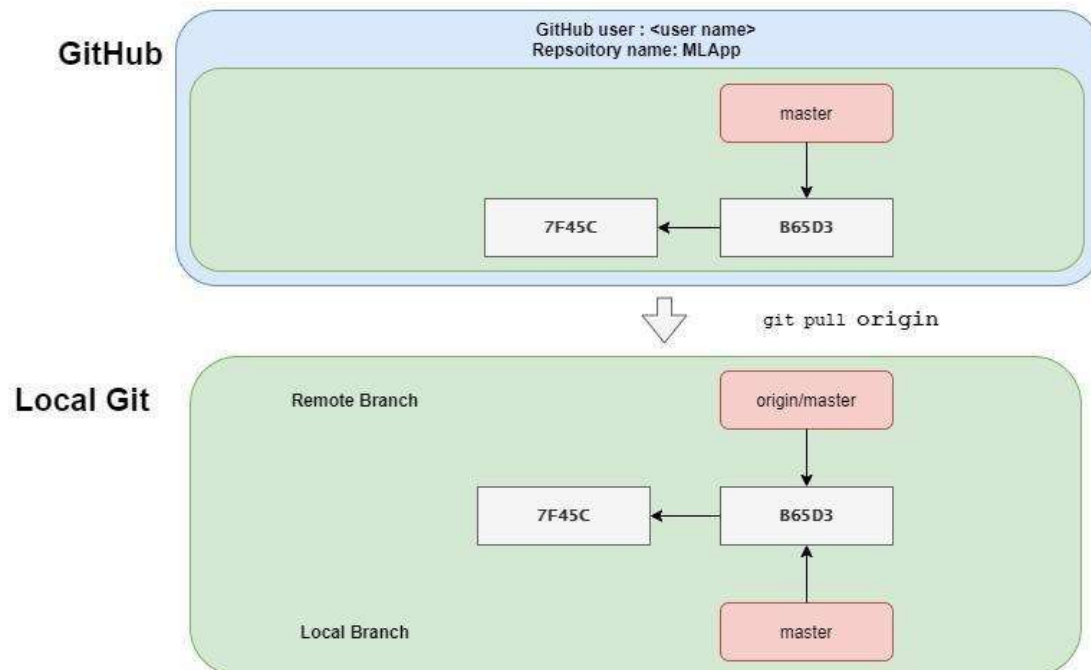 GitHub
GitHub user : <user name>
Repsoitory name: MLApp
master
7F45C
B65D3
git pull origin
Local Git
Remote Branch
origin/master
7F45C
B65D3
Local Branch
master